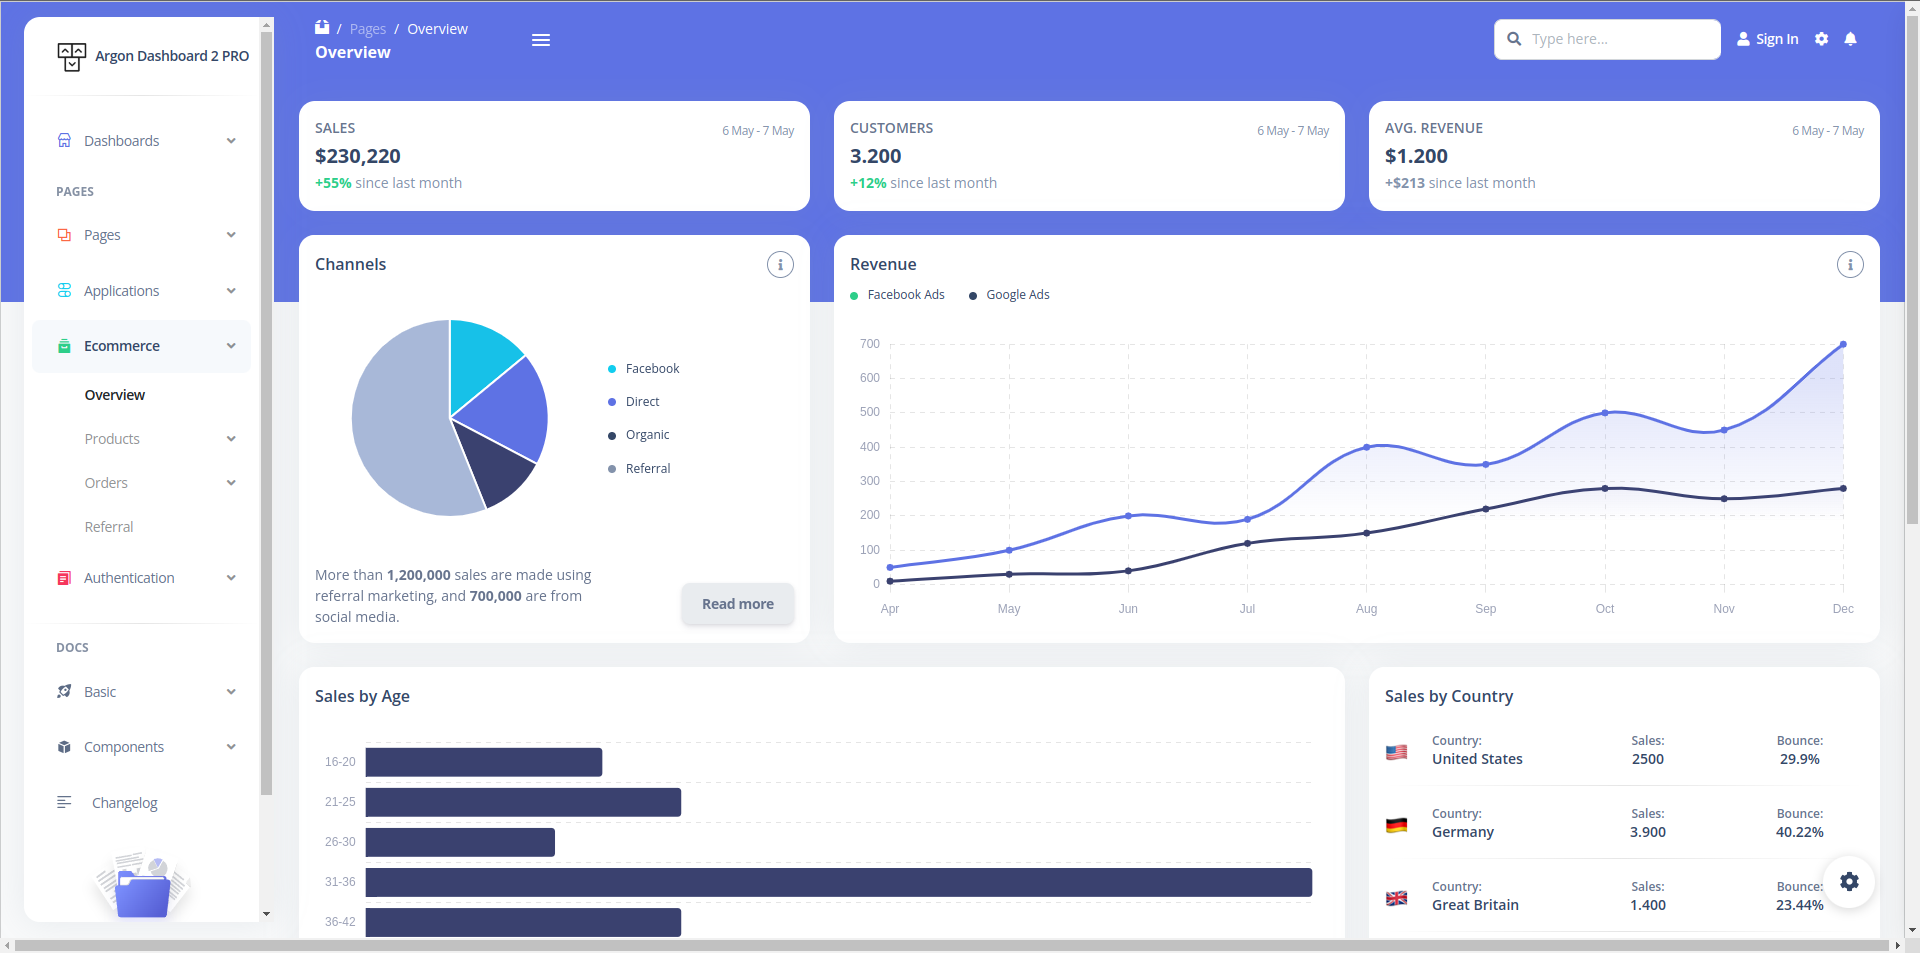 Argon Dashboard 2 PRO
Dashboards
PAGES
Pages
Applications
Ecommerce
Overview
Products
Orders
Referral
Authentication
DOCS
Basic
Components
Changelog
/ Pages / Overview
Overview
Type here...
Sign In
SALES
6 May - 7 May
$230,220
+55% since last month
CUSTOMERS
6 May - 7 May
3.200
+12% since last month
AVG. REVENUE
6 May - 7 May
$1.200
+$213 since last month
Channels
Facebook
Direct
Organic
Referral
More than 1,200,000 sales are made using
referral marketing, and 700,000 are from
social media.
Read more
Revenue
Facebook Ads
Google Ads
700
600
500
400
300
200
100
0
Apr May Jun Jul Aug Sep Oct Nov Dec
Sales by Age
16-20
21-25
26-30
31-36
36-42
Sales by Country
Country: Sales: Bounce:
United States 2500 29.9%
Country: Sales: Bounce:
Germany 3.900 40.22%
Country: Sales: Bounce:
Great Britain 1.400 23.44%